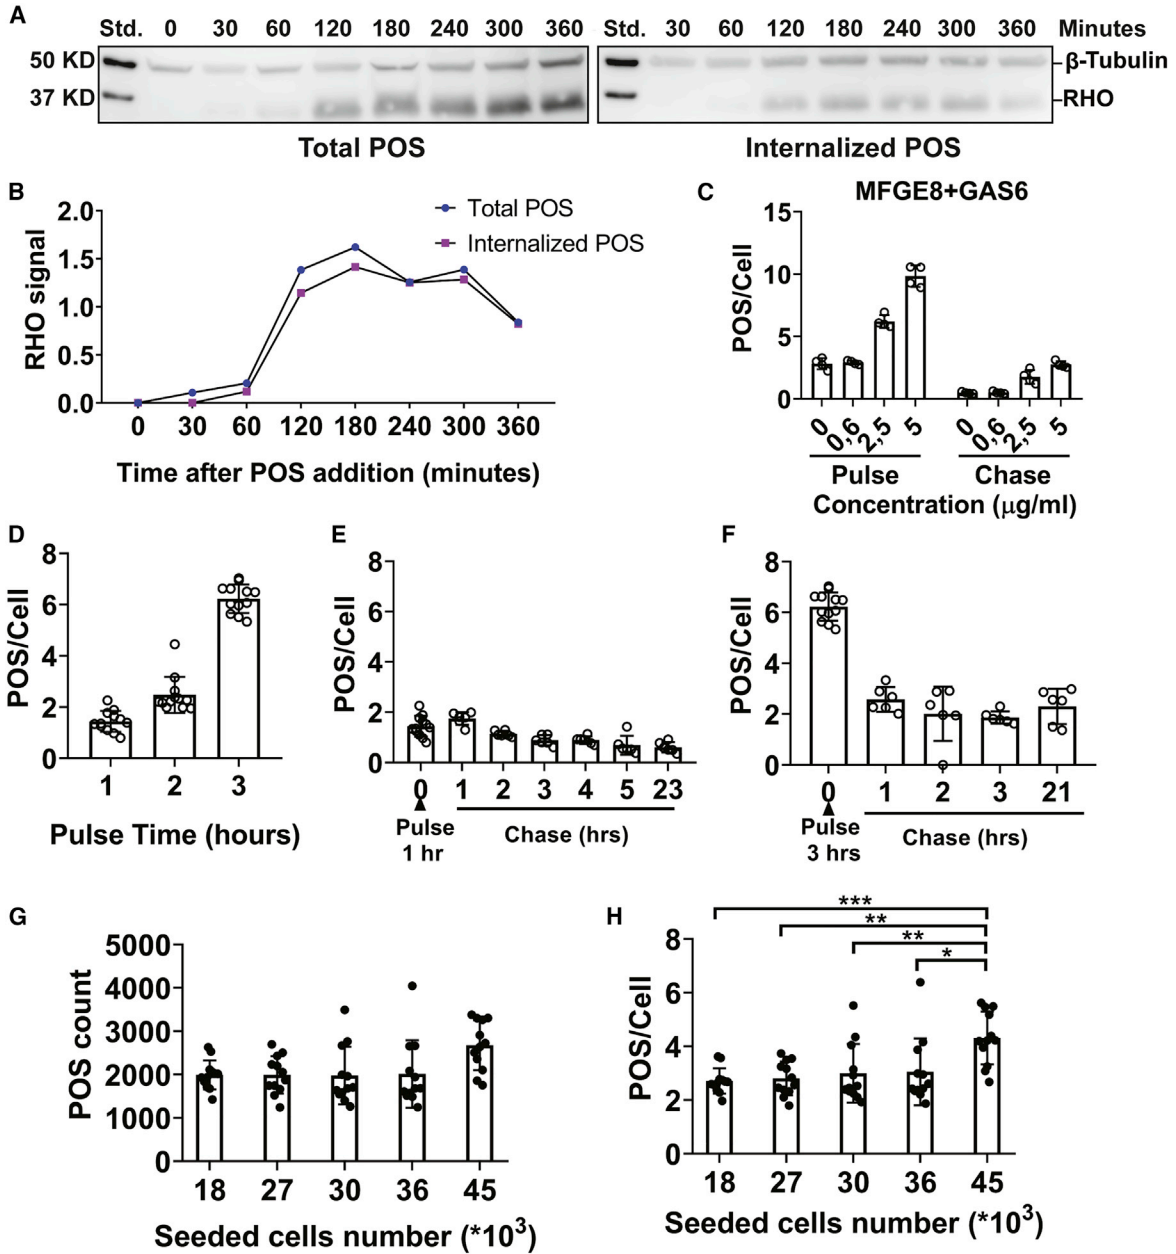 A
Std. 0 30 60 120 180 240 300 360 Std. 30 60 120 180 240 300 360 Minutes
50 KD
β-Tubulin
37 KD
RHO
Total POS
Internalized POS
B
2.0
1.5
1.0
0.5
0.0
RHO signal
Total POS
Internalized POS
0 30 60 120 180 240 300 360
Time after POS addition (minutes)
C
MFGE8+GAS6
15
10
5
0
POS/Cell
0 0,6 2,5 5 0 0,6 2,5 5
Pulse Chase
Concentration (μg/ml)
D
8
6
4
2
0
POS/Cell
1 2 3
Pulse Time (hours)
E
8
6
4
2
0
POS/Cell
0 1 2 3 4 5 23
Pulse
1 hr
Chase (hrs)
F
8
6
4
2
0
POS/Cell
0 1 2 3 21
Pulse
3 hrs
Chase (hrs)
G
5000
4000
3000
2000
1000
0
POS count
18 27 30 36 45
Seeded cells number (*10³)
H
***
**
**
*
8
6
4
2
0
POS/Cell
18 27 30 36 45
Seeded cells number (*10³)